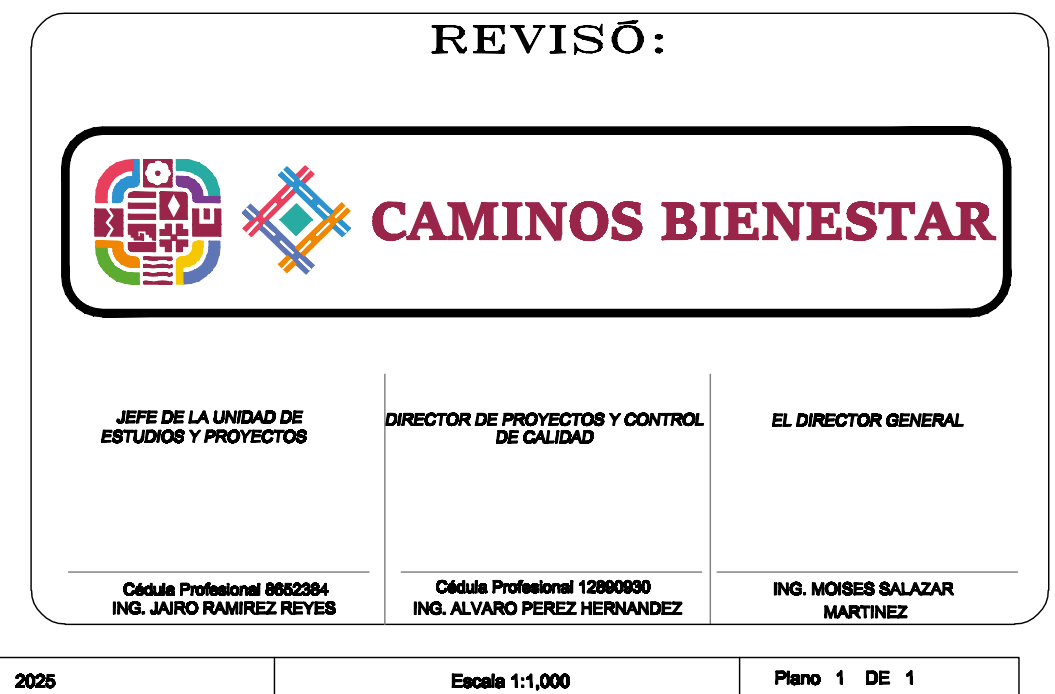 REVISÓ:
CAMINOS BIENESTAR
JEFE DE LA UNIDAD DE
ESTUDIOS Y PROYECTOS
DIRECTOR DE PROYECTOS Y CONTROL
DE CALIDAD
EL DIRECTOR GENERAL
Cédula Profesional 8652384
ING. JAIRO RAMIREZ REYES
Cédula Profesional 12890930
ING. ALVARO PEREZ HERNANDEZ
ING. MOISES SALAZAR
MARTINEZ
2025
Escala 1:1,000
Plano 1 DE 1